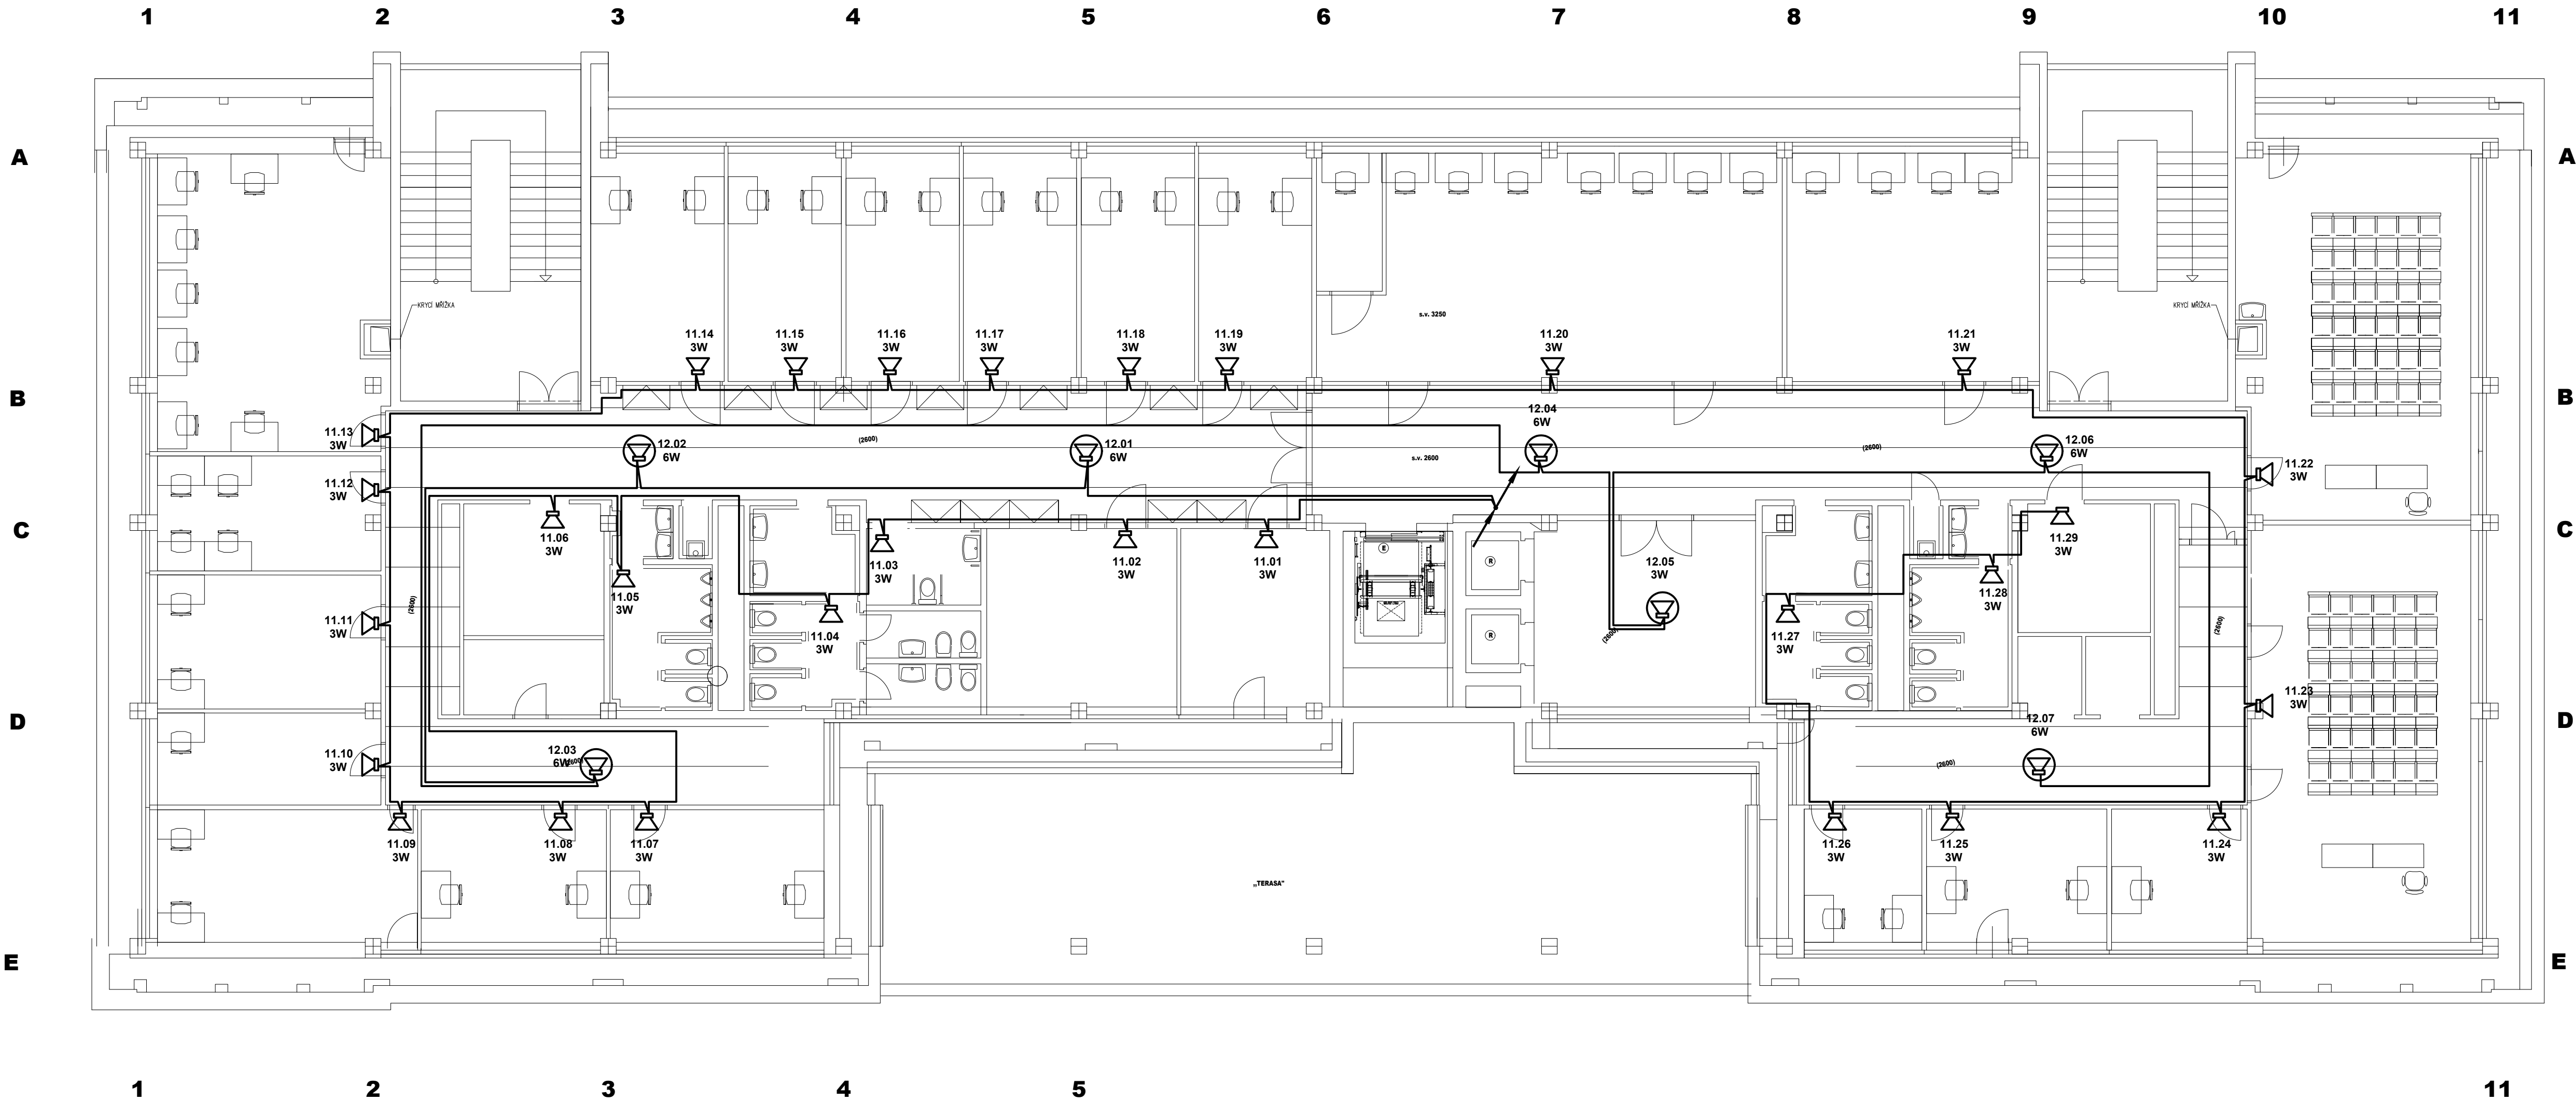 1 2 3 4 5 6 7 8 9 10 11
A A
KRYCÍ MŘÍŽKA
KRYCÍ MŘÍŽKA
s.v. 3250
11.14
3W
11.15
3W
11.16
3W
11.17
3W
11.18
3W
11.19
3W
11.20
3W
11.21
3W
B B
12.04
6W
11.13
3W
(2600)
12.02
6W
12.01
6W
s.v. 2600
(2600)
12.06
6W
11.22
3W
11.12
3W
C C
11.06
3W
11.03
3W
11.02
3W
11.01
3W
E
R
12.05
3W
11.29
3W
11.05
3W
11.28
3W
(2600)
11.11
3W
11.04
3W
R
(2600)
11.27
3W
(2600)
11.23
3W
D D
12.07
6W
11.10
3W
12.03
6W
(2600)
(2600)
11.09
3W
11.08
3W
11.07
3W
11.26
3W
11.25
3W
11.24
3W
„TERASA"
E E
1 2 3 4 5 11